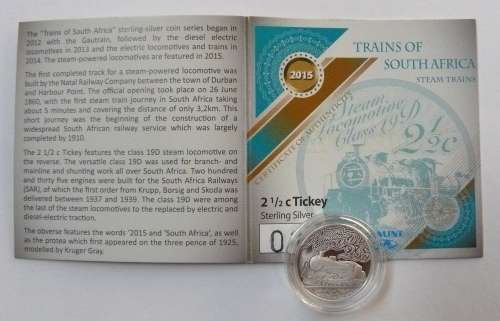 The "Trains of South Africa" sterling-silver coin series began in
2012 with the Gautrain, followed by the diesel electric
locomotives in 2013 and the electric locomotives and trains in
2014. The steam-powered locomotives are featured in 2015.
The first completed track for a steam-powered locomotive was
built by the Natal Railway Company between the town of Durban
and Harbour Point. The official opening took place on 26 June
1860, with the first steam train journey in South Africa taking
about 5 minutes and covering the distance of only 3,2km. This
short journey was the beginning of the construction of a
widespread South African railway service which was largely
completed by 1910.
The 2 1/2 c Tickey features the class 19D steam locomotive on
the reverse. The versatile class 19D was used for branch- and
mainline and shunting work all over South Africa. Two hundred
and thirty five engines were built for the South Africa Railways
(SAR), of which the first order from Krupp, Borsig and Skoda was
delivered between 1937 and 1939. The class 19D were among
the last of the steam locomotives to the replaced by electric and
diesel-electric traction.
The obverse features the words '2015 and 'South Africa', as well
as the protea which first appeared on the three pence of 1925,
modelled by Kruger Gray.
TRAINS OF
SOUTH AFRICA
STEAM TRAINS
2015
CERTIFICATE OF AUTHENTICITY
Steam
Locomotive
Class 19D
2½c
2 1/2 c Tickey
Sterling Silver
0
MINT